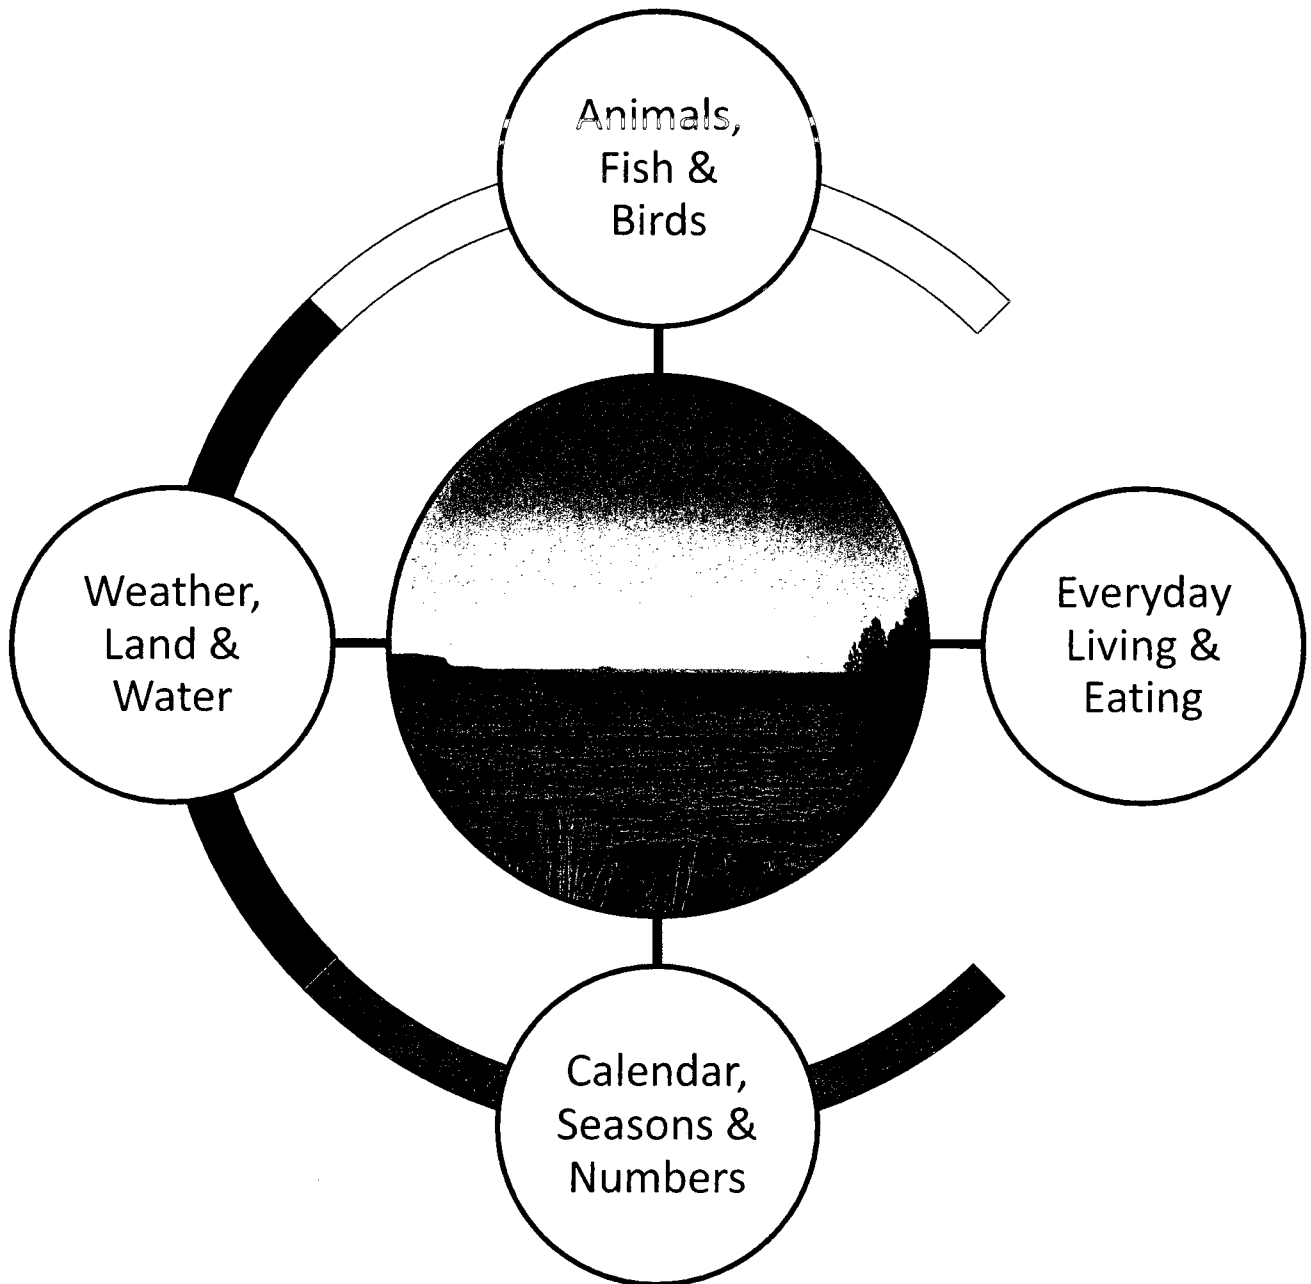 Animals,
Fish &
Birds
Weather,
Land &
Water
Everyday
Living &
Eating
Calendar,
Seasons &
Numbers